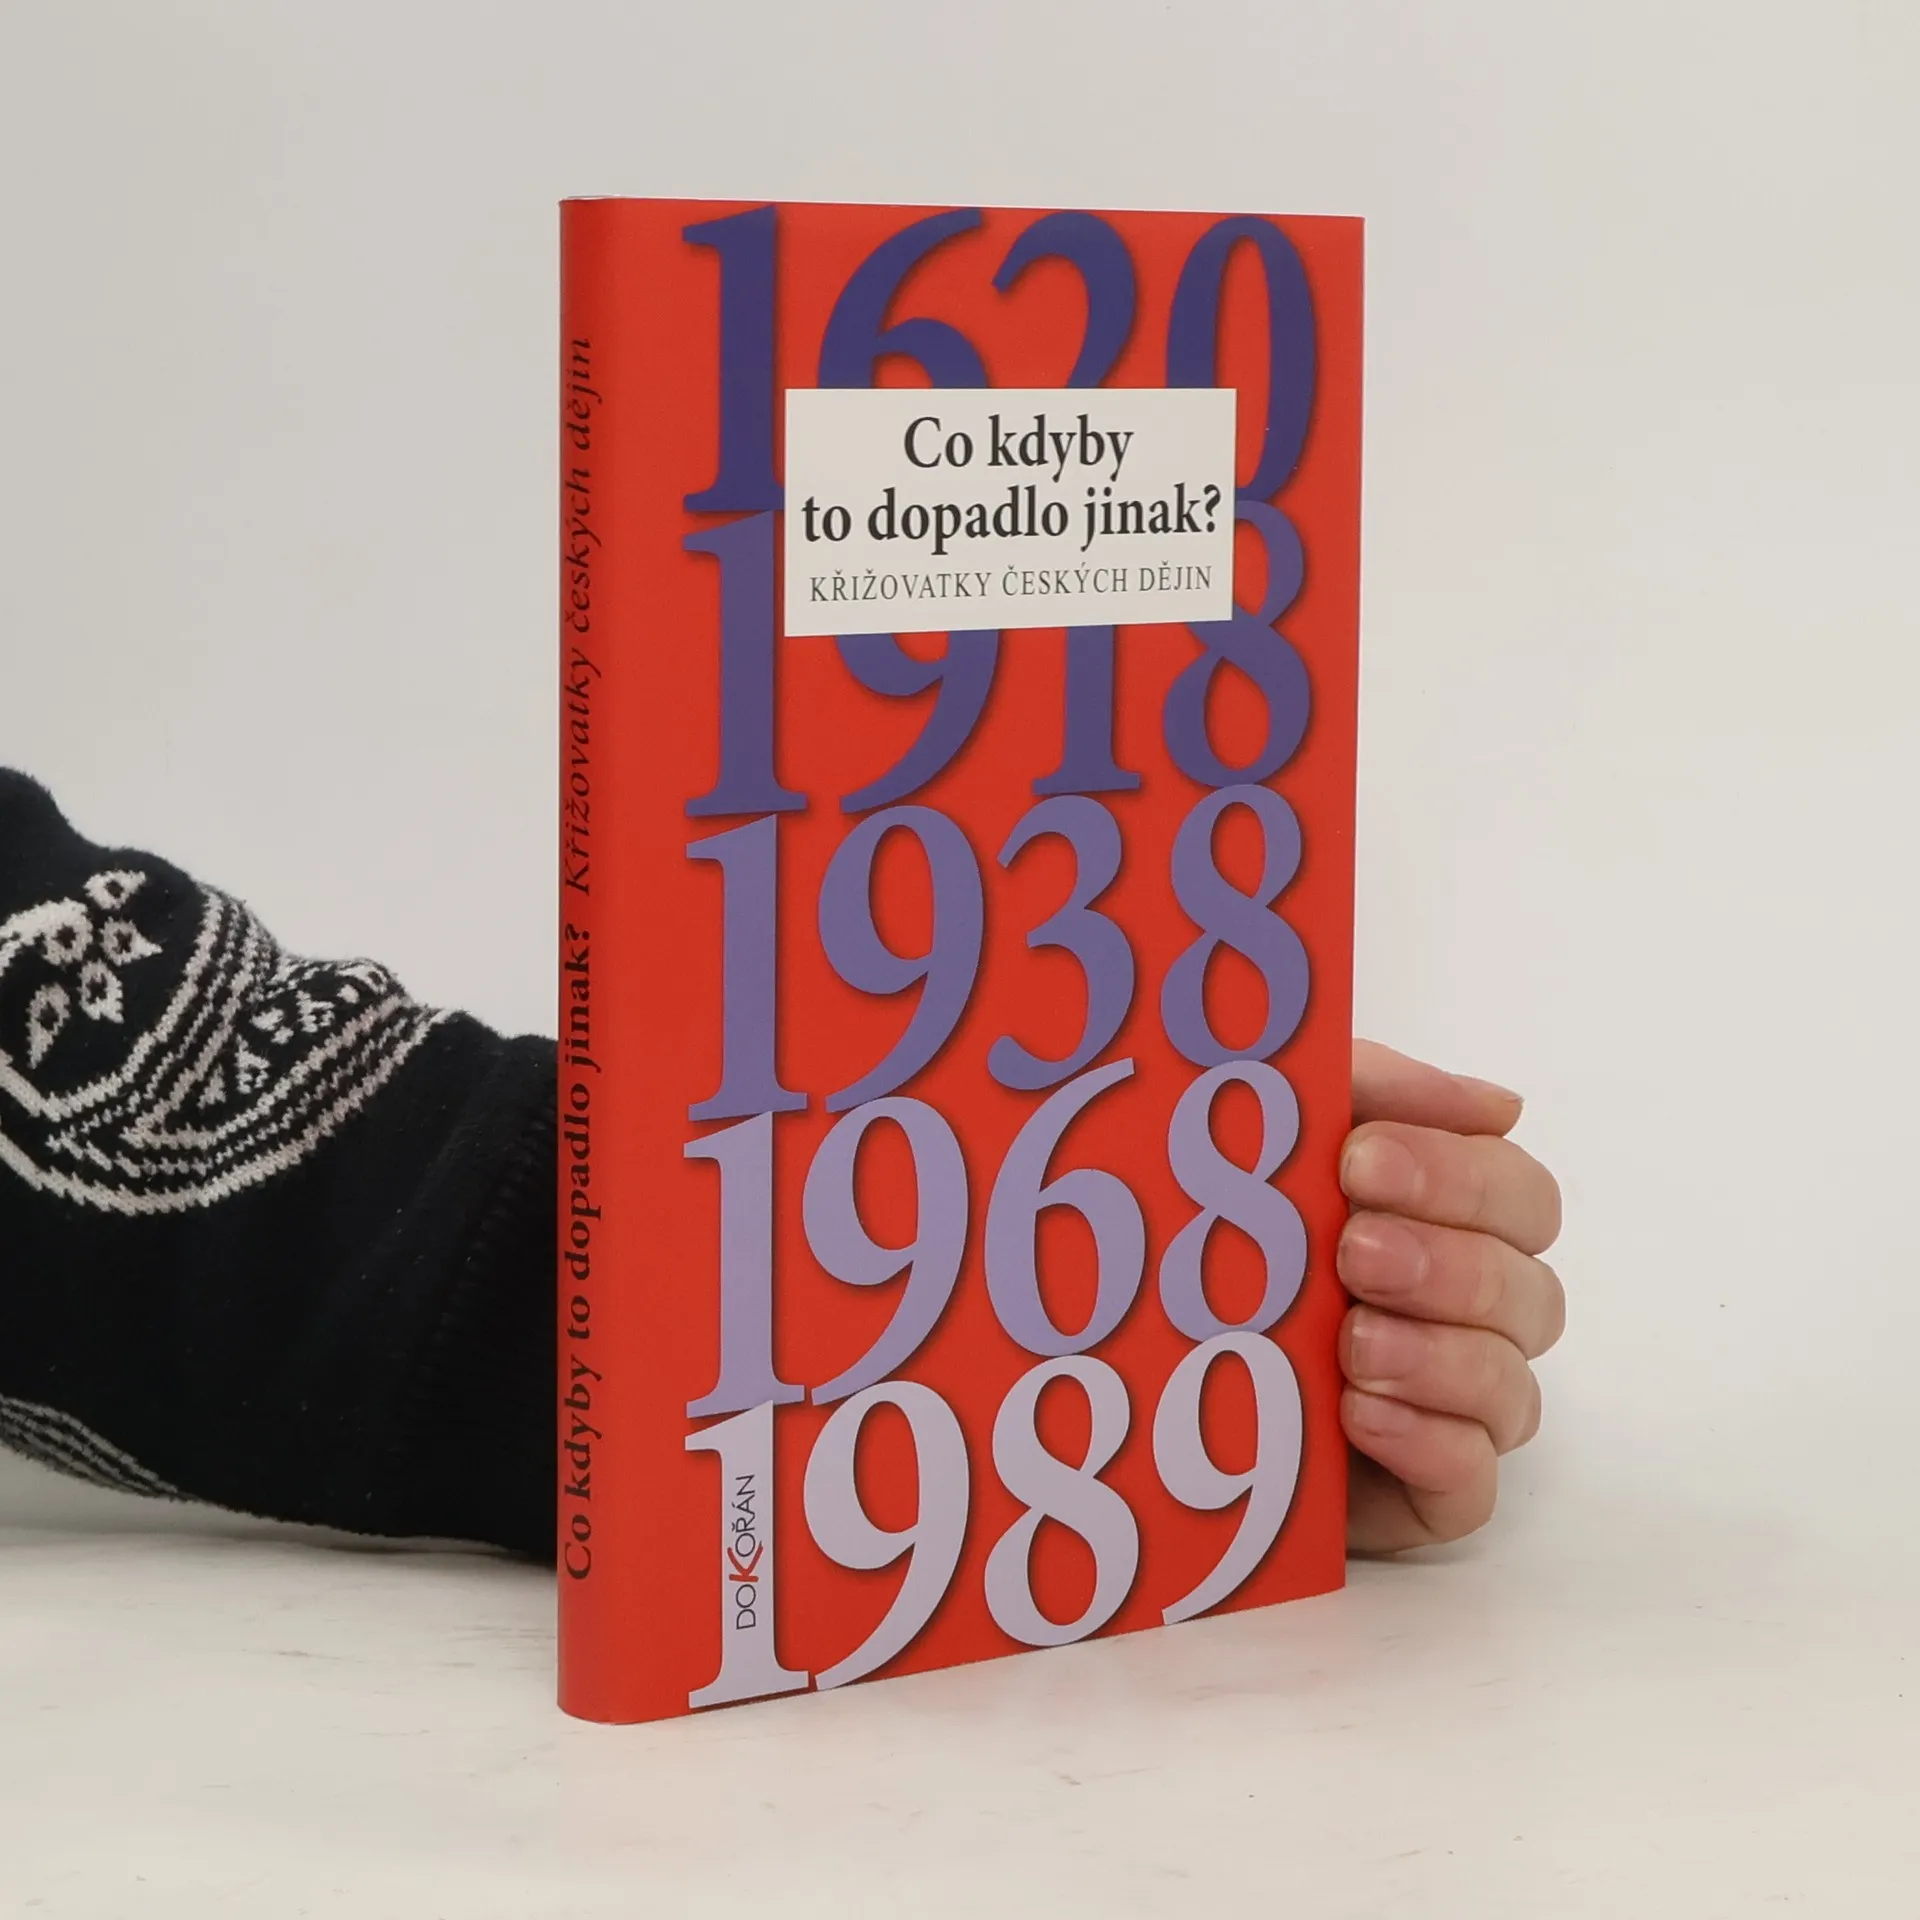 Co kdyby to dopadlo jinak? Křižovatky českých dějin
1620
Co kdyby
to dopadlo jinak?
KŘIŽOVATKY ČESKÝCH DĚJIN
1918
1938
1968
1989
DOKOŘÁN